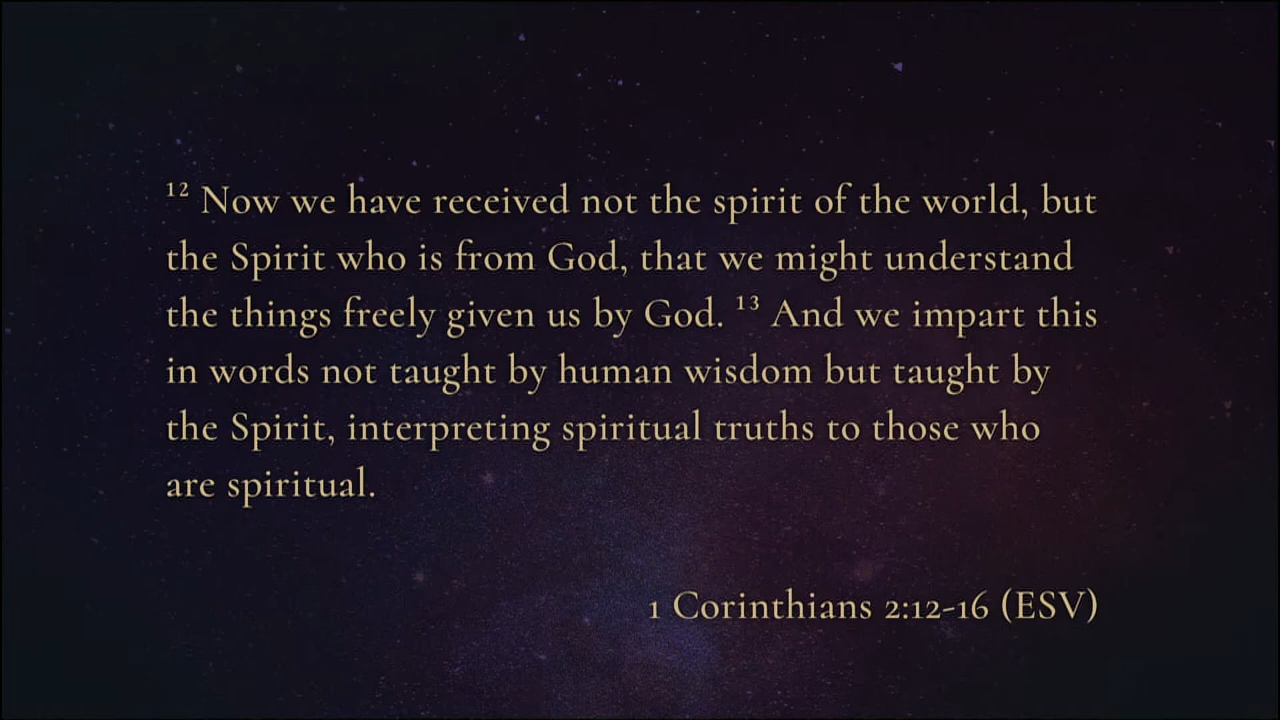 ¹² Now we have received not the spirit of the world, but
the Spirit who is from God, that we might understand
the things freely given us by God. ¹³ And we impart this
in words not taught by human wisdom but taught by
the Spirit, interpreting spiritual truths to those who
are spiritual.
1 Corinthians 2:12-16 (ESV)